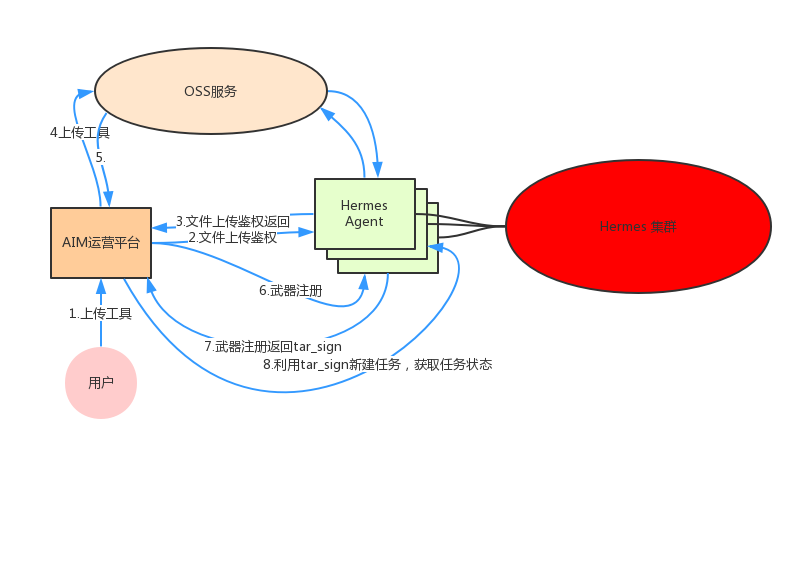 OSS服务
4上传工具
5.
Hermes
Agent
3.文件上传鉴权返回
2.文件上传鉴权
Hermes 集群
AIM运营平台
6.武器注册
1.上传工具
7.武器注册返回tar_sign
8.利用tar_sign新建任务，获取任务状态
用户